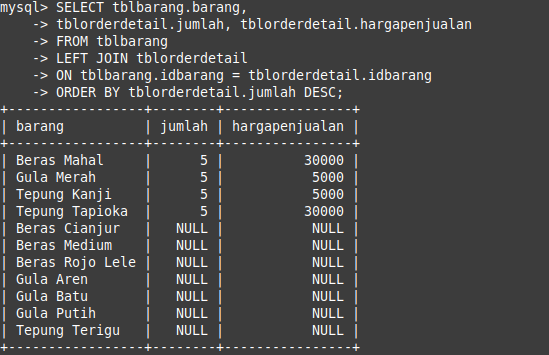 mysql> SELECT tblbarang.barang,
    -> tblorderdetail.jumlah, tblorderdetail.hargapenjualan
    -> FROM tblbarang
    -> LEFT JOIN tblorderdetail
    -> ON tblbarang.idbarang = tblorderdetail.idbarang
    -> ORDER BY tblorderdetail.jumlah DESC;
+-----------------+--------+----------------+
| barang          | jumlah | hargapenjualan |
+-----------------+--------+----------------+
| Beras Mahal     |      5 |          30000 |
| Gula Merah      |      5 |           5000 |
| Tepung Kanji    |      5 |           5000 |
| Tepung Tapioka  |      5 |          30000 |
| Beras Cianjur   |   NULL |           NULL |
| Beras Medium    |   NULL |           NULL |
| Beras Rojo Lele |   NULL |           NULL |
| Gula Aren       |   NULL |           NULL |
| Gula Batu       |   NULL |           NULL |
| Gula Putih      |   NULL |           NULL |
| Tepung Terigu   |   NULL |           NULL |
+-----------------+--------+----------------+